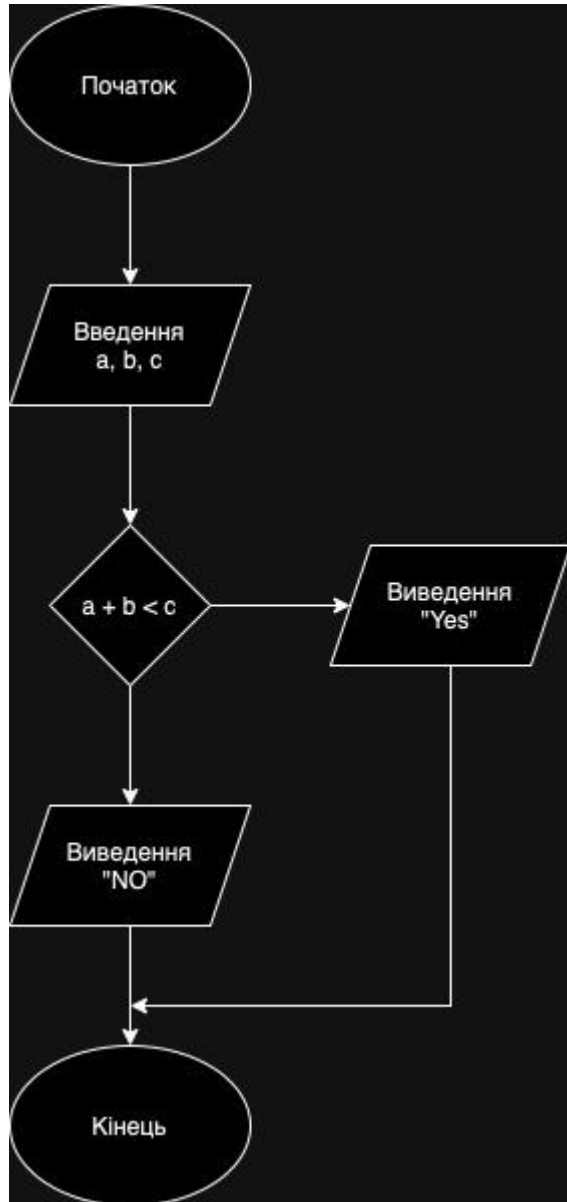 Початок
Введення
a, b, c
a + b < c
Виведення
"Yes"
Виведення
"NO"
Кінець